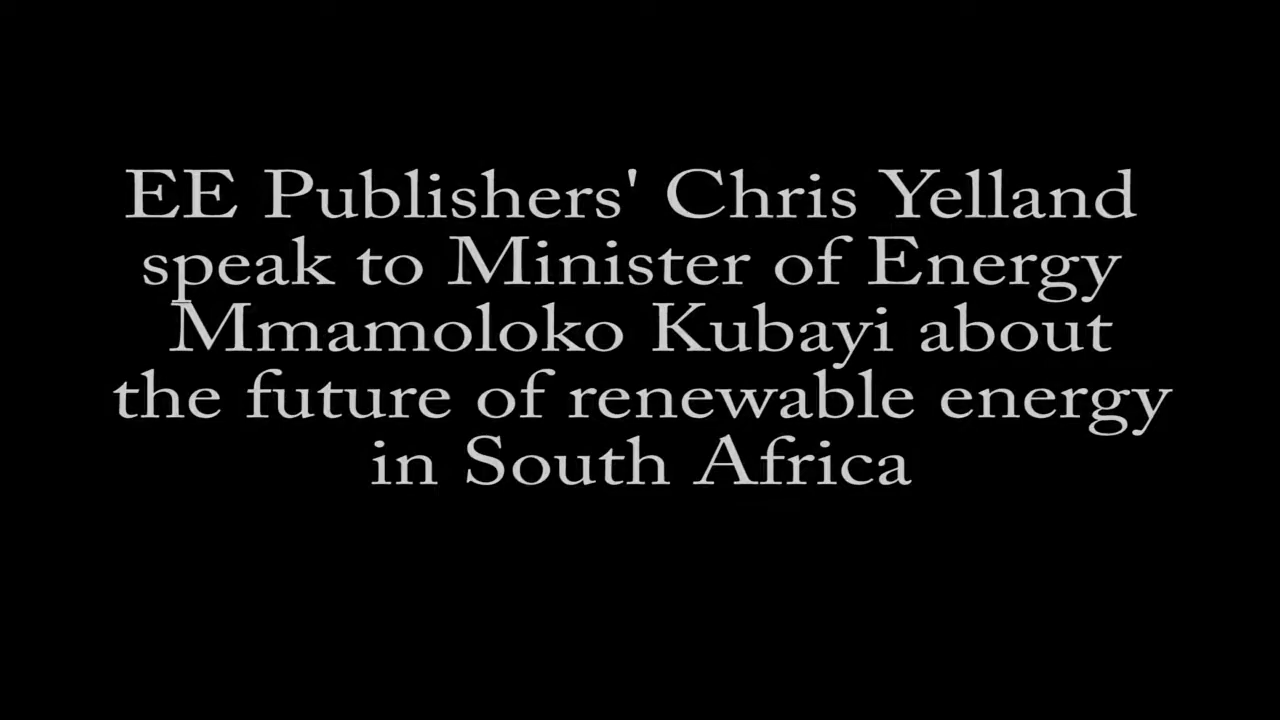 EE Publishers' Chris Yelland
speak to Minister of Energy
Mmamoloko Kubayi about
the future of renewable energy
in South Africa